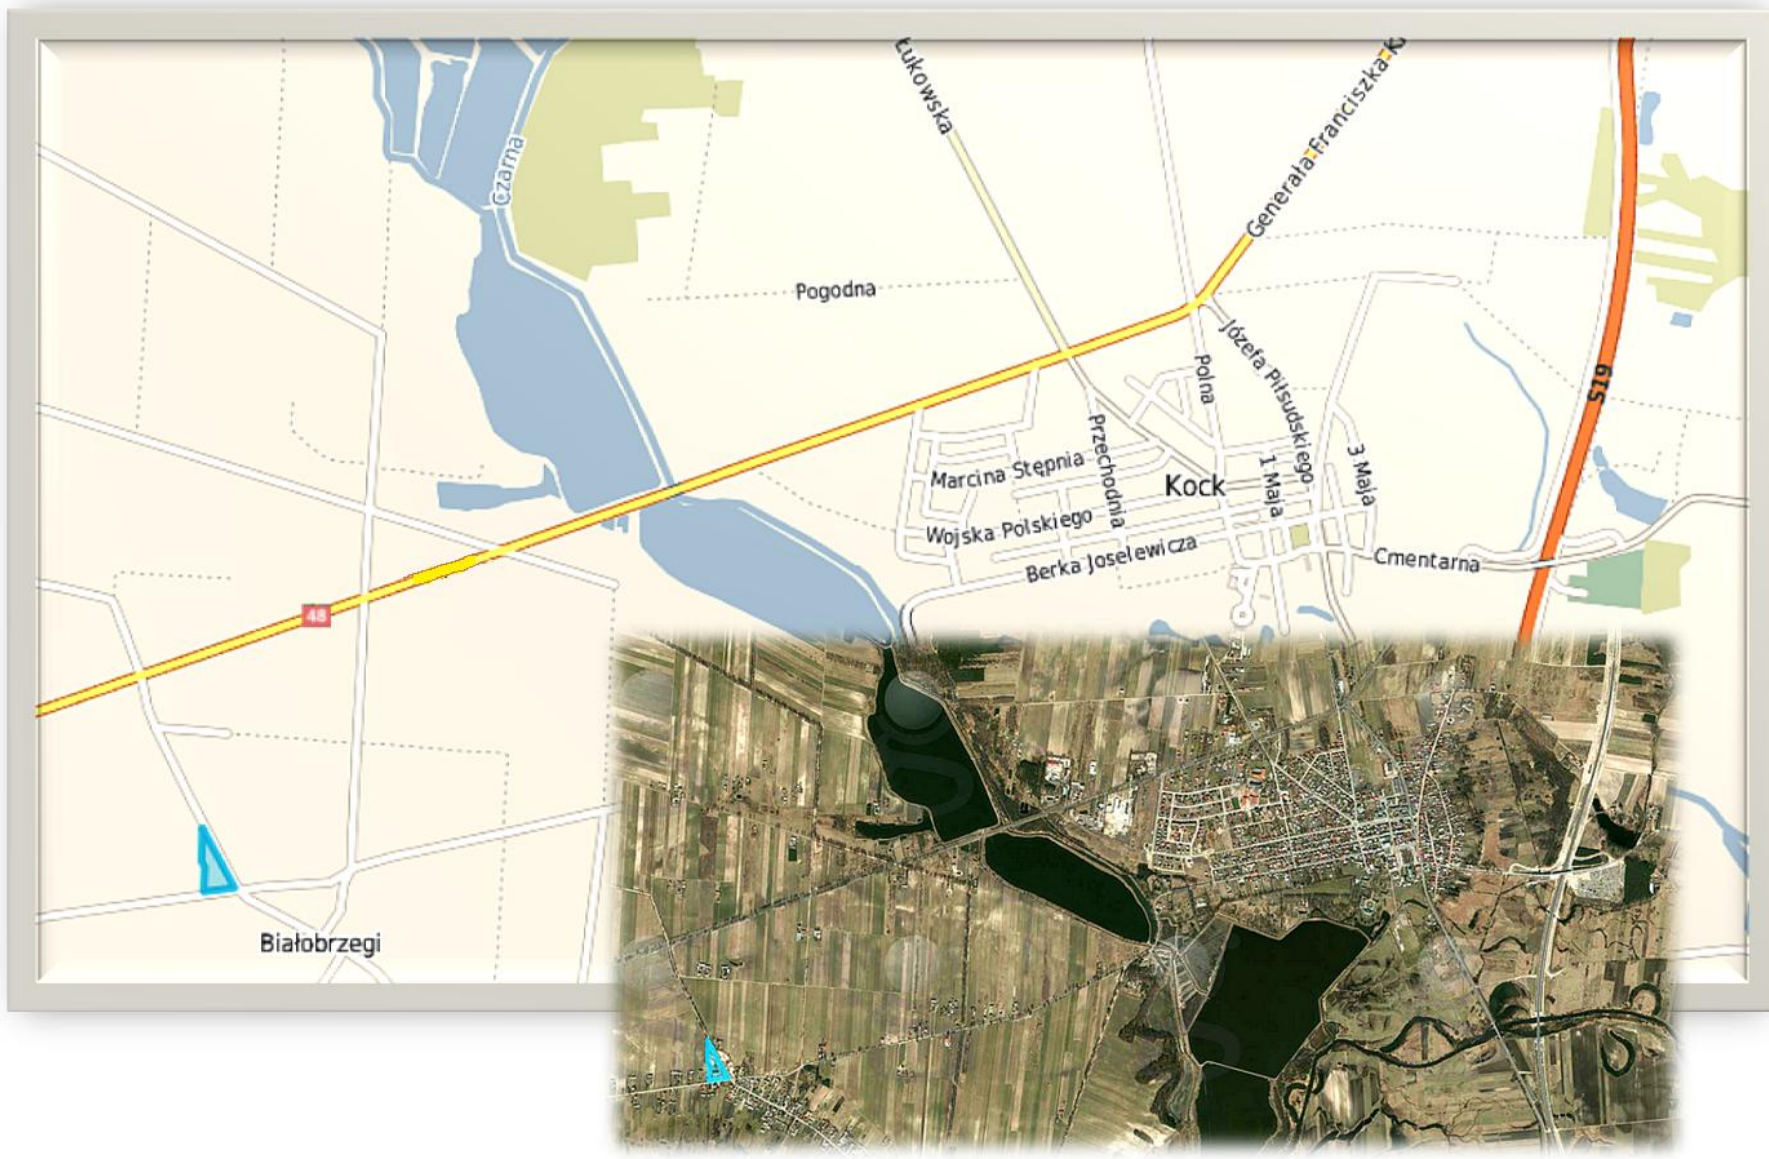 Łukowska
Generała Franciszka K
Czarna
Pogodna
Józefa Piłsudskiego
Polna
S19
Przechodnia
3 Maja
Marcina Stępnia
1 Maja
Kock
Wojska Polskiego
Berka Joselewicza
Cmentarna
48
Białobrzegi